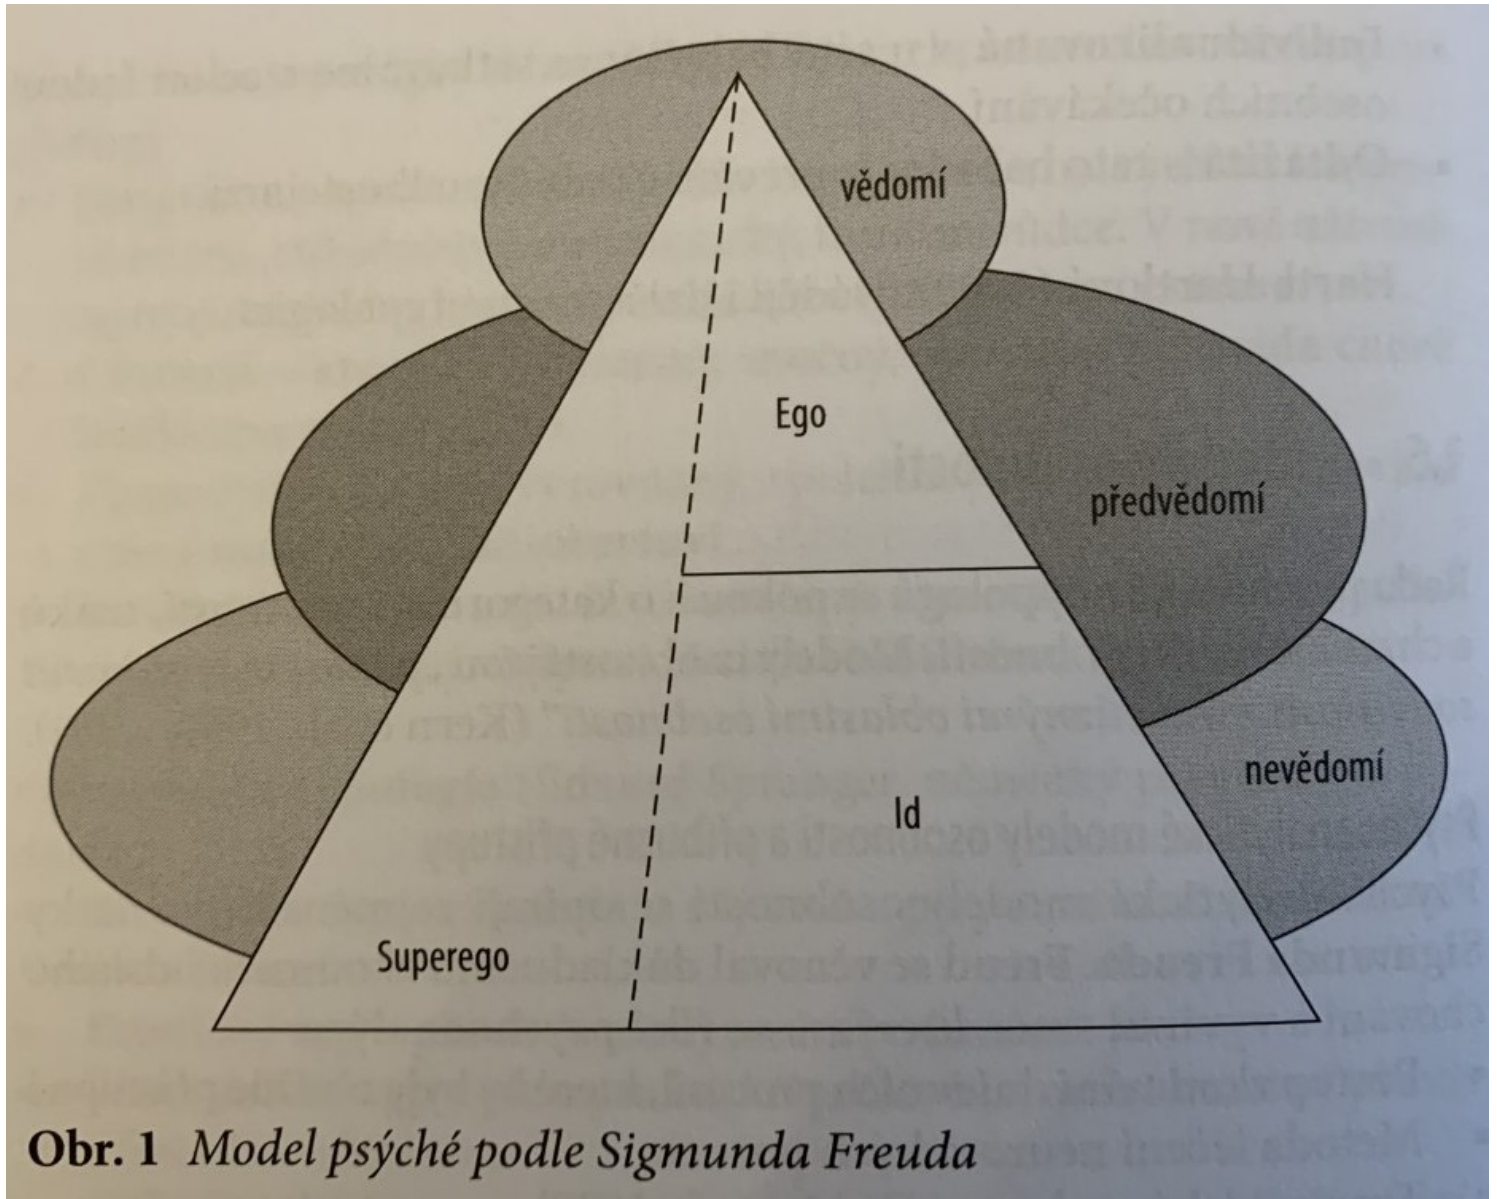 vědomí
Ego
předvědomí
nevědomí
Id
Superego
Obr. 1 Model psýché podle Sigmunda Freuda